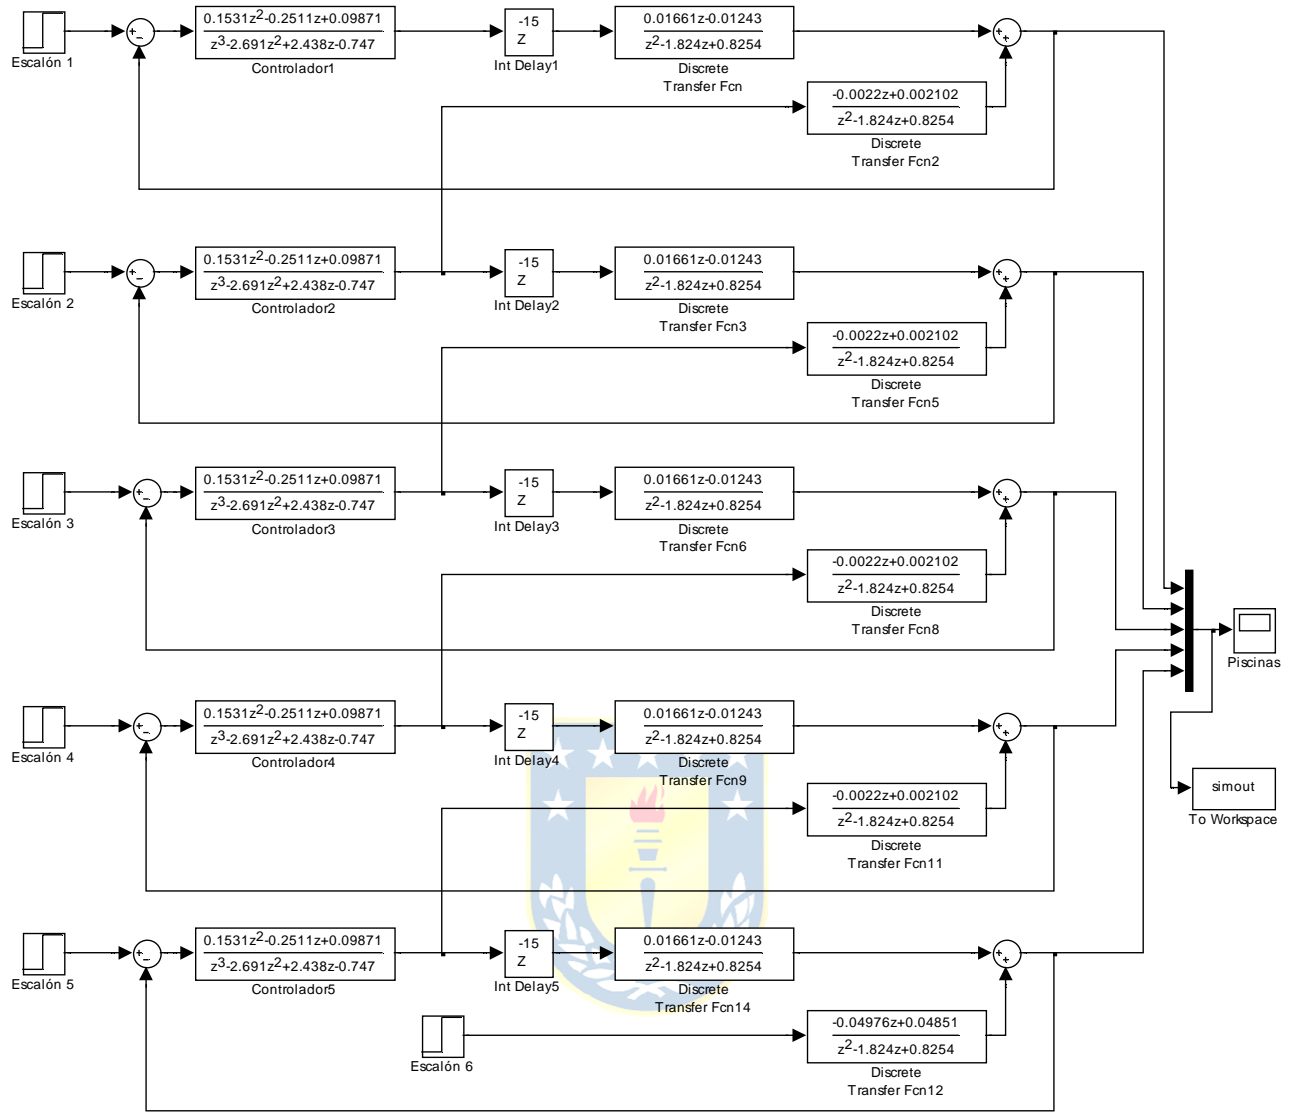 0.1531z2-0.2511z+0.09871
z3-2.691z2+2.438z-0.747
Controlador1
Escalón 1
-15
Z
Int Delay1
0.01661z-0.01243
z2-1.824z+0.8254
Discrete
Transfer Fcn
-0.0022z+0.002102
z2-1.824z+0.8254
Discrete
Transfer Fcn2
0.1531z2-0.2511z+0.09871
z3-2.691z2+2.438z-0.747
Controlador2
Escalón 2
-15
Z
Int Delay2
0.01661z-0.01243
z2-1.824z+0.8254
Discrete
Transfer Fcn3
-0.0022z+0.002102
z2-1.824z+0.8254
Discrete
Transfer Fcn5
0.1531z2-0.2511z+0.09871
z3-2.691z2+2.438z-0.747
Controlador3
Escalón 3
-15
Z
Int Delay3
0.01661z-0.01243
z2-1.824z+0.8254
Discrete
Transfer Fcn6
-0.0022z+0.002102
z2-1.824z+0.8254
Discrete
Transfer Fcn8
Piscinas
0.1531z2-0.2511z+0.09871
z3-2.691z2+2.438z-0.747
Controlador4
Escalón 4
-15
Z
Int Delay4
0.01661z-0.01243
z2-1.824z+0.8254
Discrete
Transfer Fcn9
simout
To Workspace
-0.0022z+0.002102
z2-1.824z+0.8254
Discrete
Transfer Fcn11
0.1531z2-0.2511z+0.09871
z3-2.691z2+2.438z-0.747
Controlador5
Escalón 5
-15
Z
Int Delay5
0.01661z-0.01243
z2-1.824z+0.8254
Discrete
Transfer Fcn14
Escalón 6
-0.04976z+0.04851
z2-1.824z+0.8254
Discrete
Transfer Fcn12